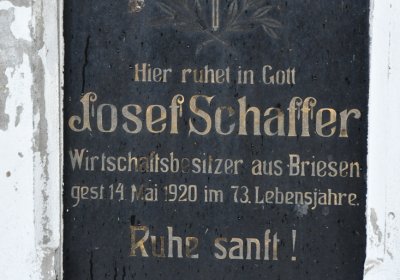 Hier ruhet in Gott
Josef Schaffer
Wirtschaftsbesitzer aus Briesen
gest 14. Mai 1920 im 73. Lebensjahre.
Ruhe sanft!